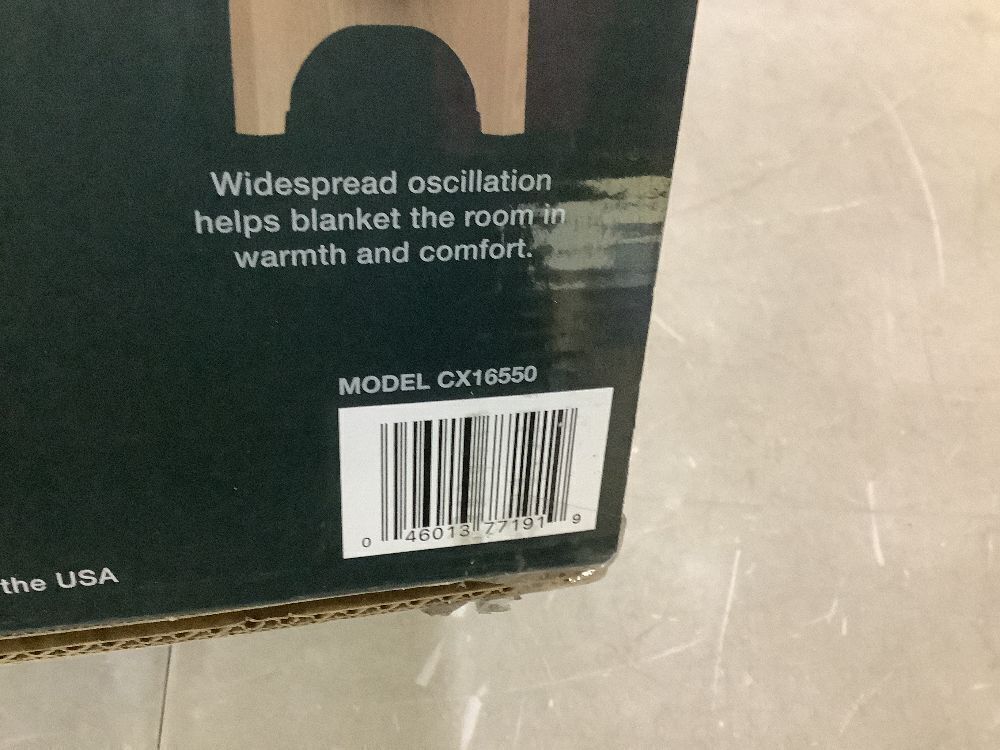 Widespread oscillation
helps blanket the room in
warmth and comfort.
MODEL CX16550
0 46013 77191 9
the USA